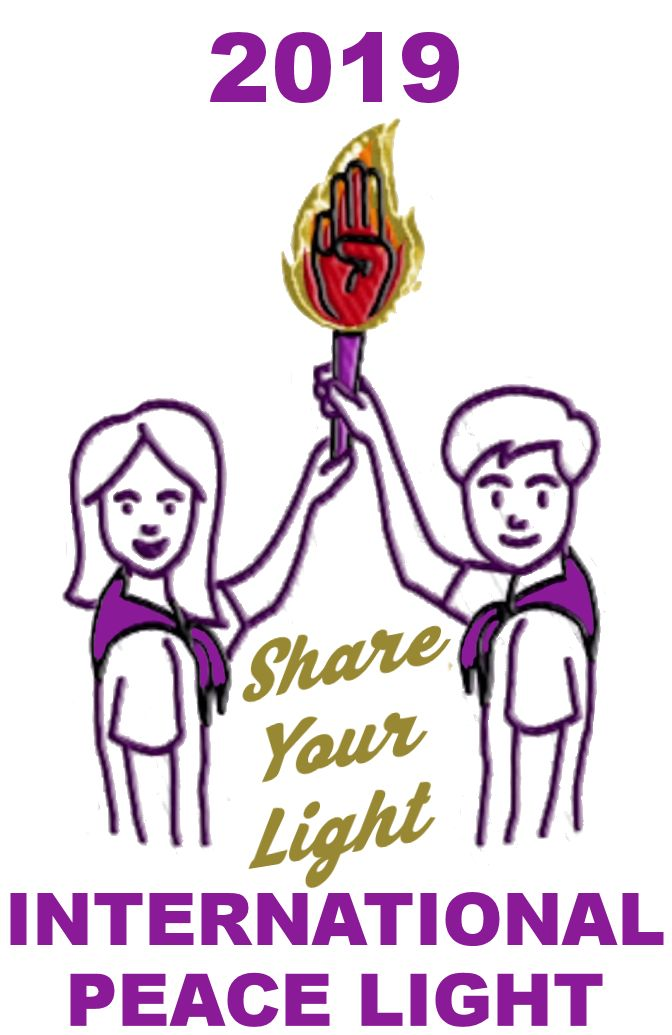 2019
Share
Your
Light
INTERNATIONAL
PEACE LIGHT